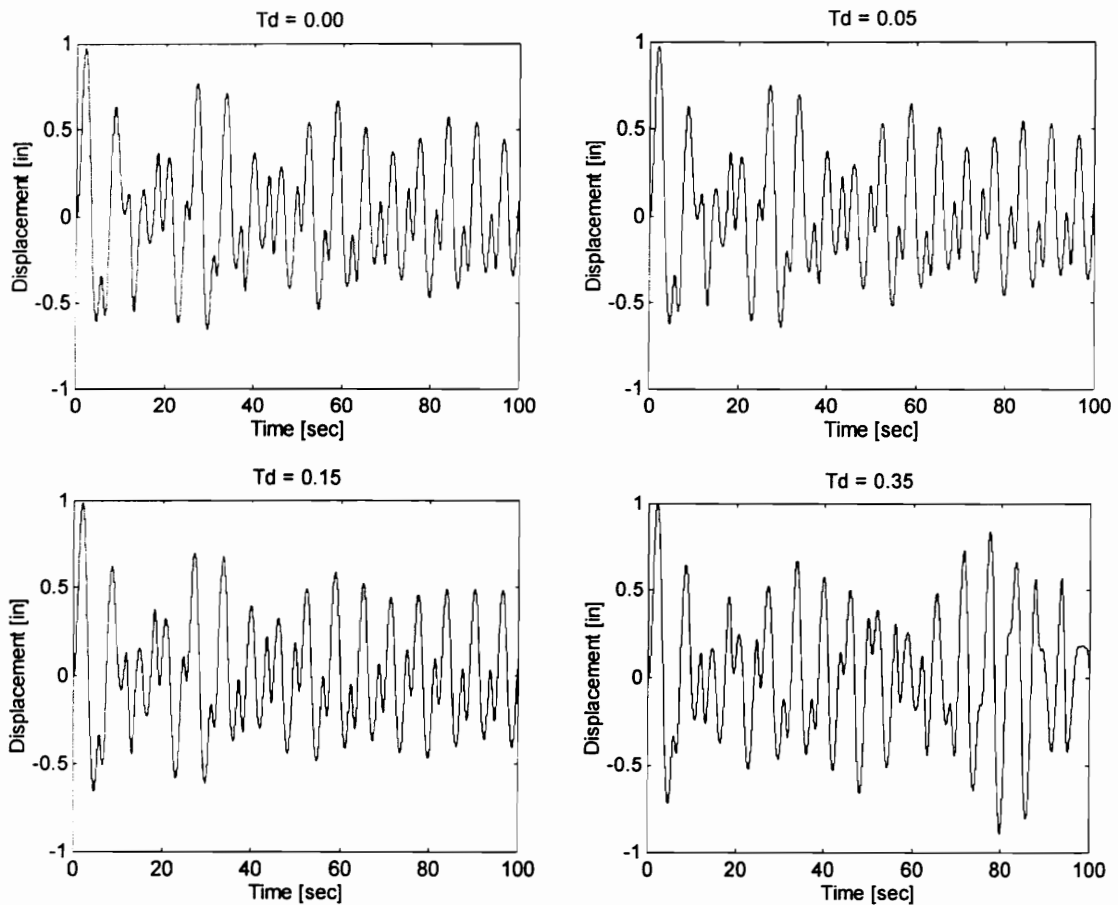 Td = 0.00
1
0.5
0
-0.5
-1
Displacement [in]
0 20 40 60 80 100
Time [sec]
Td = 0.05
1
0.5
0
-0.5
-1
Displacement [in]
0 20 40 60 80 100
Time [sec]
Td = 0.15
1
0.5
0
-0.5
-1
Displacement [in]
0 20 40 60 80 100
Time [sec]
Td = 0.35
1
0.5
0
-0.5
-1
Displacement [in]
0 20 40 60 80 100
Time [sec]